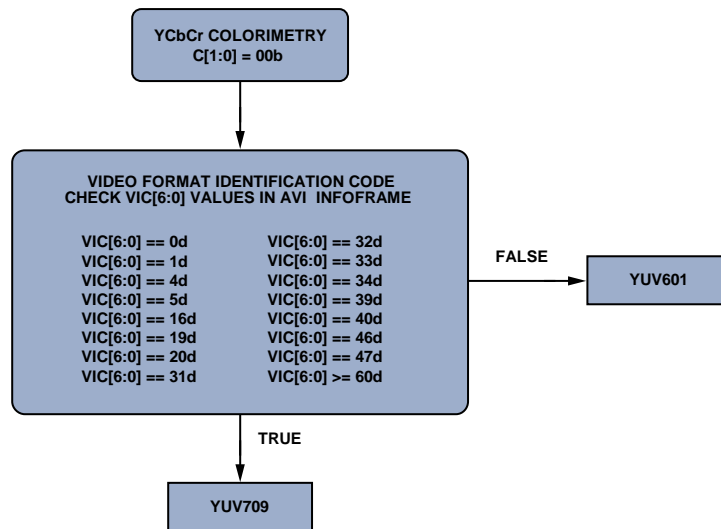 YCbCr COLORIMETRY
C[1:0] = 00b
VIDEO FORMAT IDENTIFICATION CODE
CHECK VIC[6:0] VALUES IN AVI INFOFRAME
VIC[6:0] == 0d
VIC[6:0] == 1d
VIC[6:0] == 4d
VIC[6:0] == 5d
VIC[6:0] == 16d
VIC[6:0] == 19d
VIC[6:0] == 20d
VIC[6:0] == 31d
VIC[6:0] == 32d
VIC[6:0] == 33d
VIC[6:0] == 34d
VIC[6:0] == 39d
VIC[6:0] == 40d
VIC[6:0] == 46d
VIC[6:0] == 47d
VIC[6:0] >= 60d
FALSE
YUV601
TRUE
YUV709